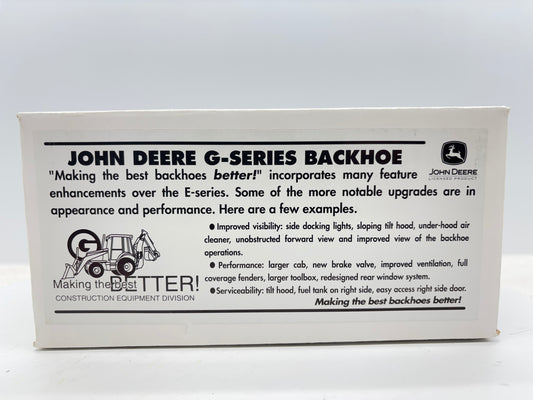 JOHN DEERE G-SERIES BACKHOE
"Making the best backhoes better!" incorporates many feature
enhancements over the E-series. Some of the more notable upgrades are in
appearance and performance. Here are a few examples.
JOHN DEERE
LICENSED PRODUCT
●Improved visibility: side docking lights, sloping tilt hood, under-hood air
cleaner, unobstructed forward view and improved view of the backhoe
operations.
● Performance: larger cab, new brake valve, improved ventilation, full
coverage fenders, larger toolbox, redesigned rear window system.
●Serviceability: tilt hood, fuel tank on right side, easy access right side door.
Making the best backhoes better!
G
Making the best BETTER!
CONSTRUCTION EQUIPMENT DIVISION